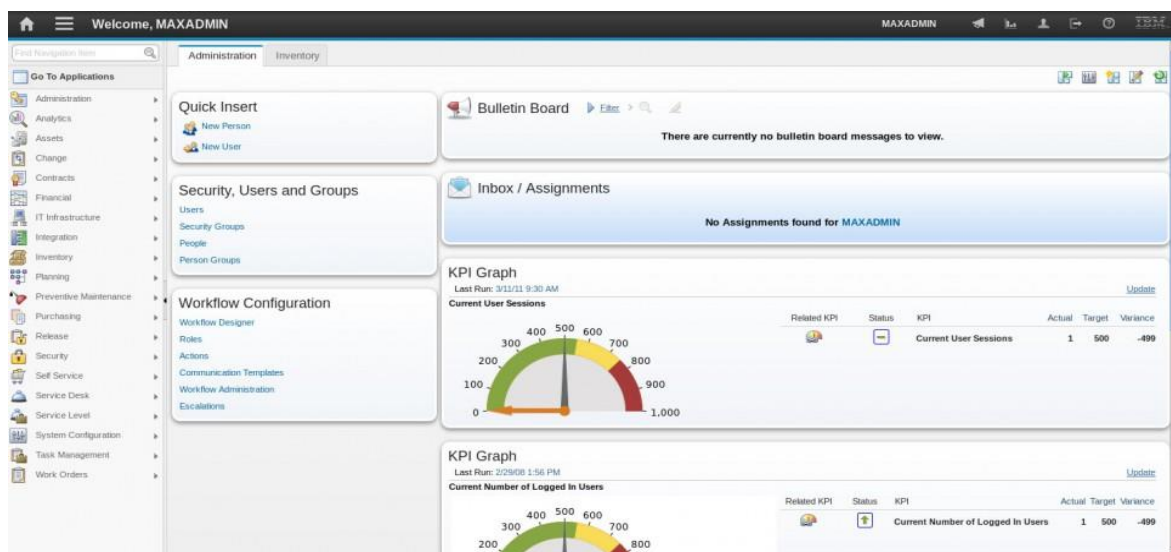 Welcome, MAXADMIN
MAXADMIN
IBM
Find Navigation Item
Go To Applications
Administration
Analytics
Assets
Change
Contracts
Financial
IT Infrastructure
Integration
Inventory
Planning
Preventive Maintenance
Purchasing
Release
Security
Self Service
Service Desk
Service Level
System Configuration
Task Management
Work Orders
Administration Inventory
Quick Insert
New Person
New User
Security, Users and Groups
Users
Security Groups
People
Person Groups
Workflow Configuration
Workflow Designer
Roles
Actions
Communication Templates
Workflow Administration
Escalations
Bulletin Board Filter >
There are currently no bulletin board messages to view.
Inbox / Assignments
No Assignments found for MAXADMIN
KPI Graph
Last Run: 3/11/11 9:30 AM Update
Current User Sessions
0 100 200 300 400 500 600 700 800 900 1,000
Related KPI Status KPI Actual Target Variance
Current User Sessions 1 500 -499
KPI Graph
Last Run: 2/29/08 1:56 PM Update
Current Number of Logged In Users
200 300 400 500 600 700 800
Related KPI Status KPI Actual Target Variance
Current Number of Logged In Users 1 500 -499